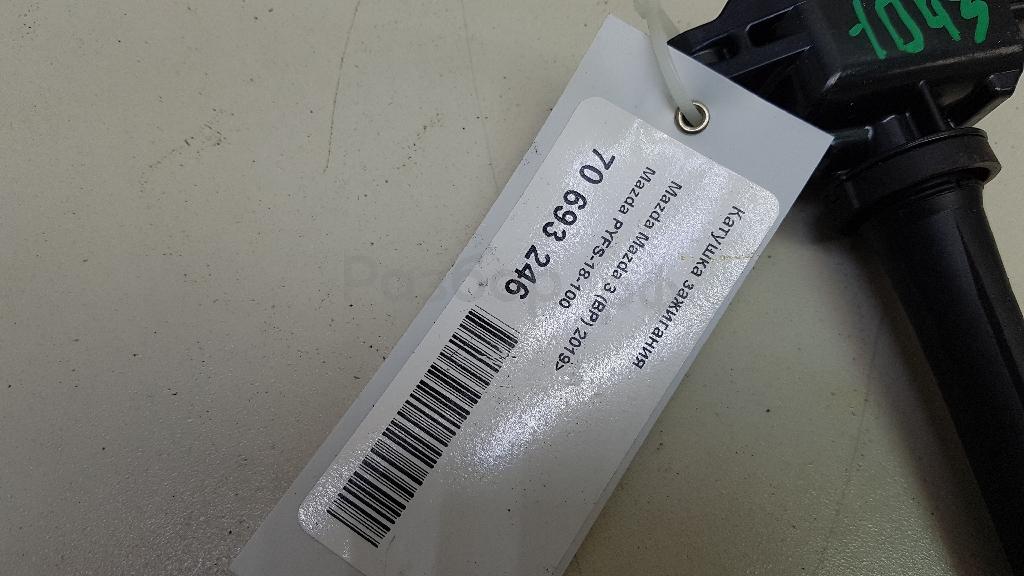 Катушка зажигания
Mazda Mazda 3 (BP) 2019>
Mazda PYFS-18-100
70 693 246